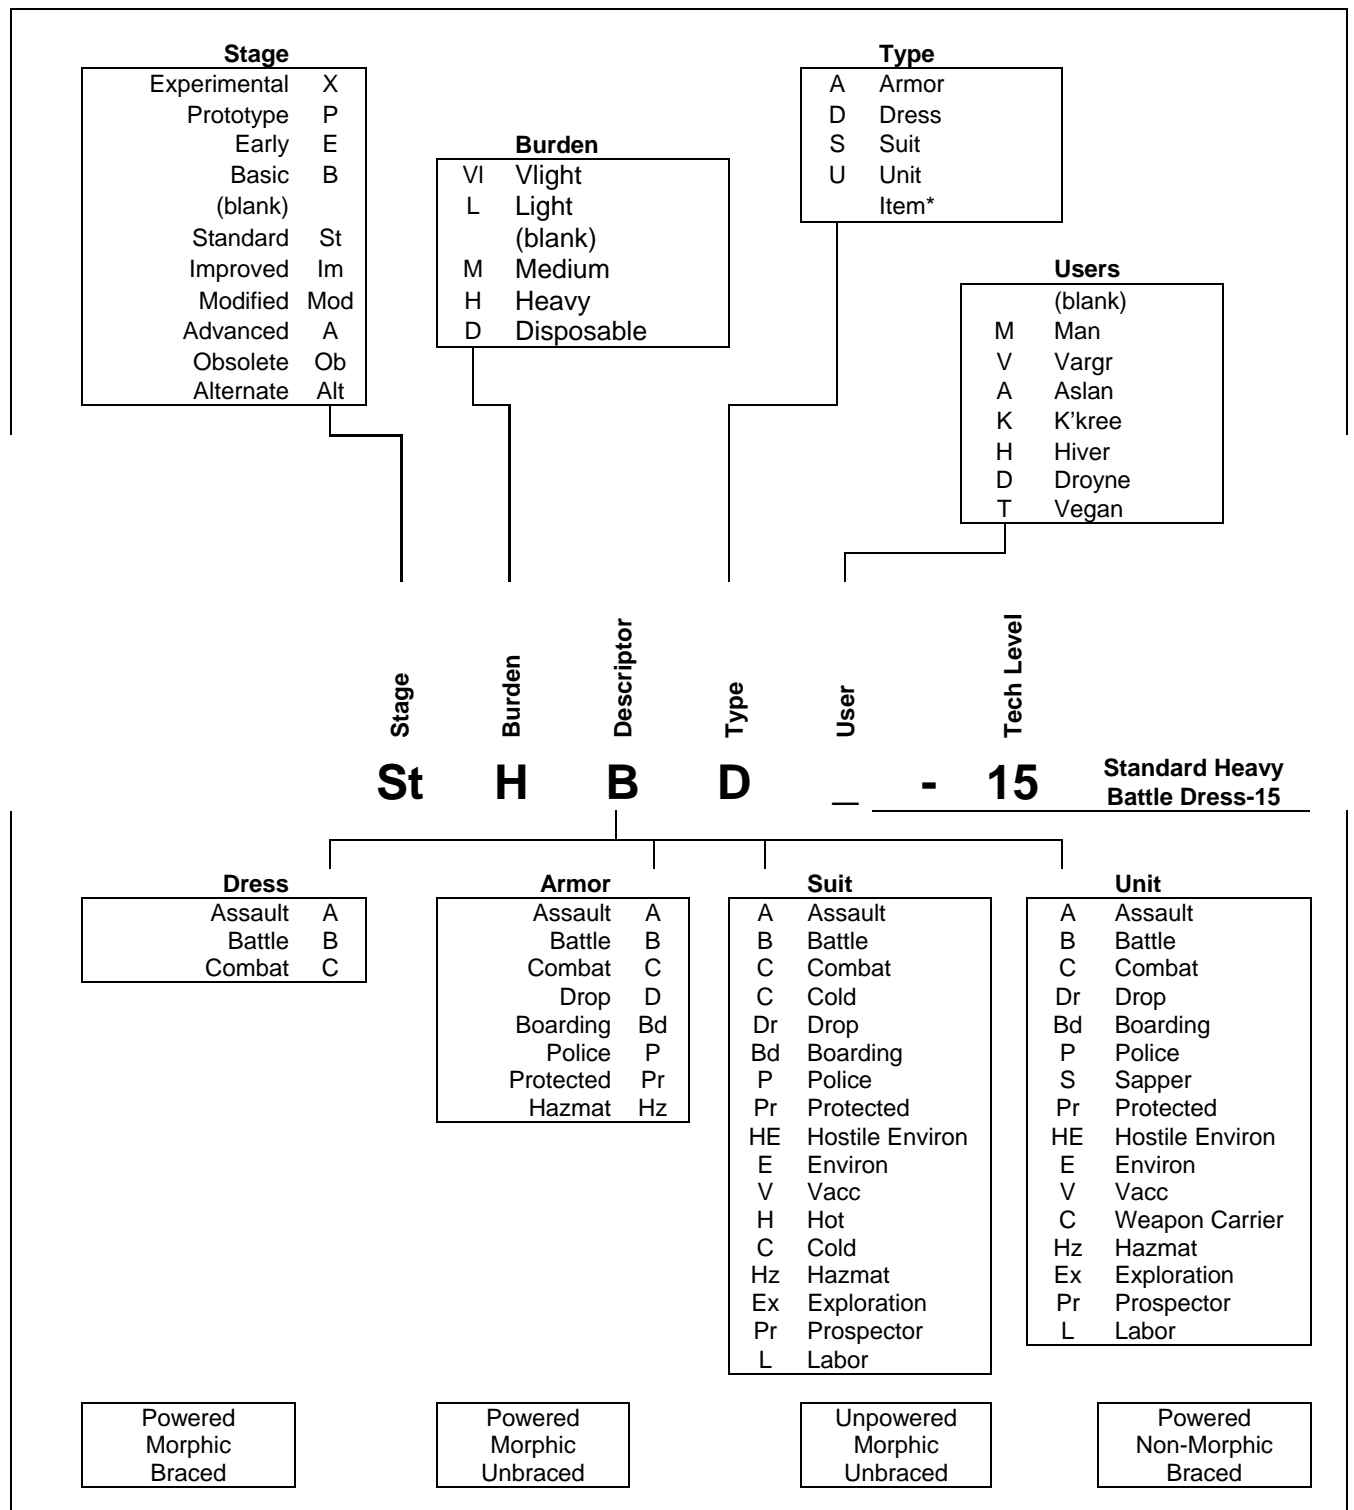 Stage
Experimental X
Prototype P
Early E
Basic B
(blank)
Standard St
Improved Im
Modified Mod
Advanced A
Obsolete Ob
Alternate Alt
Burden
Vl Vlight
L Light
(blank)
M Medium
H Heavy
D Disposable
Type
A Armor
D Dress
S Suit
U Unit
Item*
Users
(blank)
M Man
V Vargr
A Aslan
K K'kree
H Hiver
D Droyne
T Vegan
Stage
Burden
Descriptor
Type
User
Tech Level
St H B D _ - 15
Standard Heavy
Battle Dress-15
Dress
Assault A
Battle B
Combat C
Armor
Assault A
Battle B
Combat C
Drop D
Boarding Bd
Police P
Protected Pr
Hazmat Hz
Suit
A Assault
B Battle
C Combat
C Cold
Dr Drop
Bd Boarding
P Police
Pr Protected
HE Hostile Environ
E Environ
V Vacc
H Hot
C Cold
Hz Hazmat
Ex Exploration
Pr Prospector
L Labor
Unit
A Assault
B Battle
C Combat
Dr Drop
Bd Boarding
P Police
S Sapper
Pr Protected
HE Hostile Environ
E Environ
V Vacc
C Weapon Carrier
Hz Hazmat
Ex Exploration
Pr Prospector
L Labor
Powered
Morphic
Braced
Powered
Morphic
Unbraced
Unpowered
Morphic
Unbraced
Powered
Non-Morphic
Braced